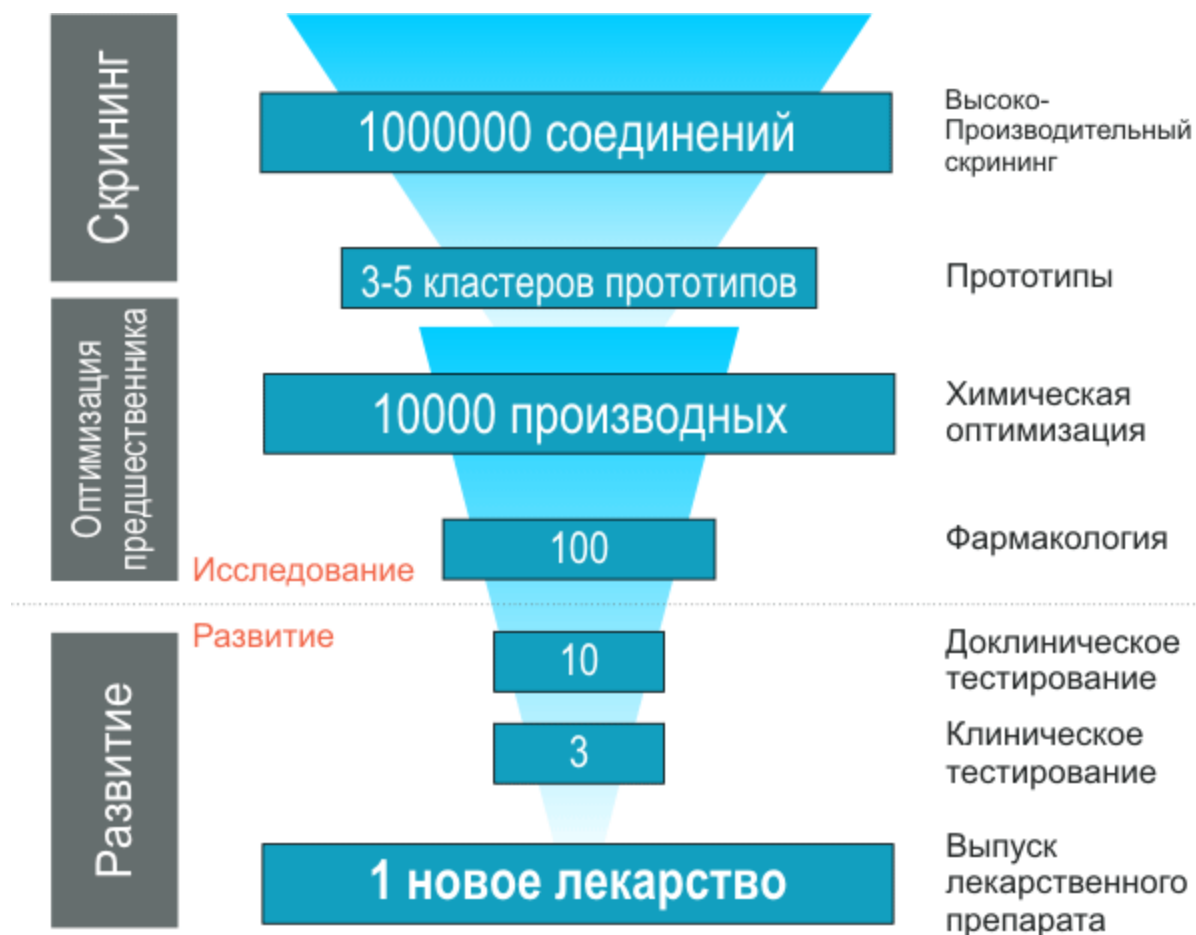 Скрининг
1000000 соединений
Высоко-
Производительный
скрининг
3-5 кластеров прототипов
Прототипы
Оптимизация
предшественника
10000 производных
Химическая
оптимизация
100
Фармакология
Исследование
Развитие
Развитие
10
Доклиническое
тестирование
3
Клиническое
тестирование
1 новое лекарство
Выпуск
лекарственного
препарата